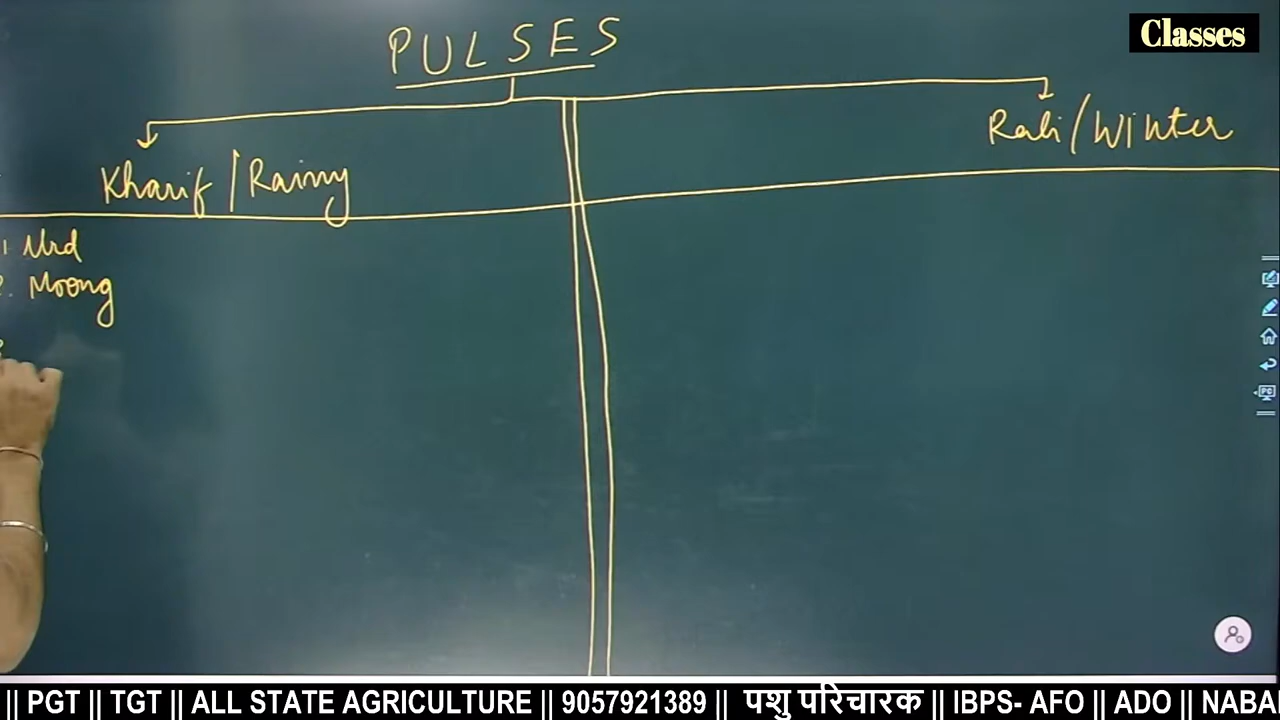 Classes
PULSES
Kharif / Rainy
Rabi / Winter
1 Urd
2. Moong
3
|| PGT || TGT || ALL STATE AGRICULTURE || 9057921389 || पशु परिचारक || IBPS- AFO || ADO || NABA